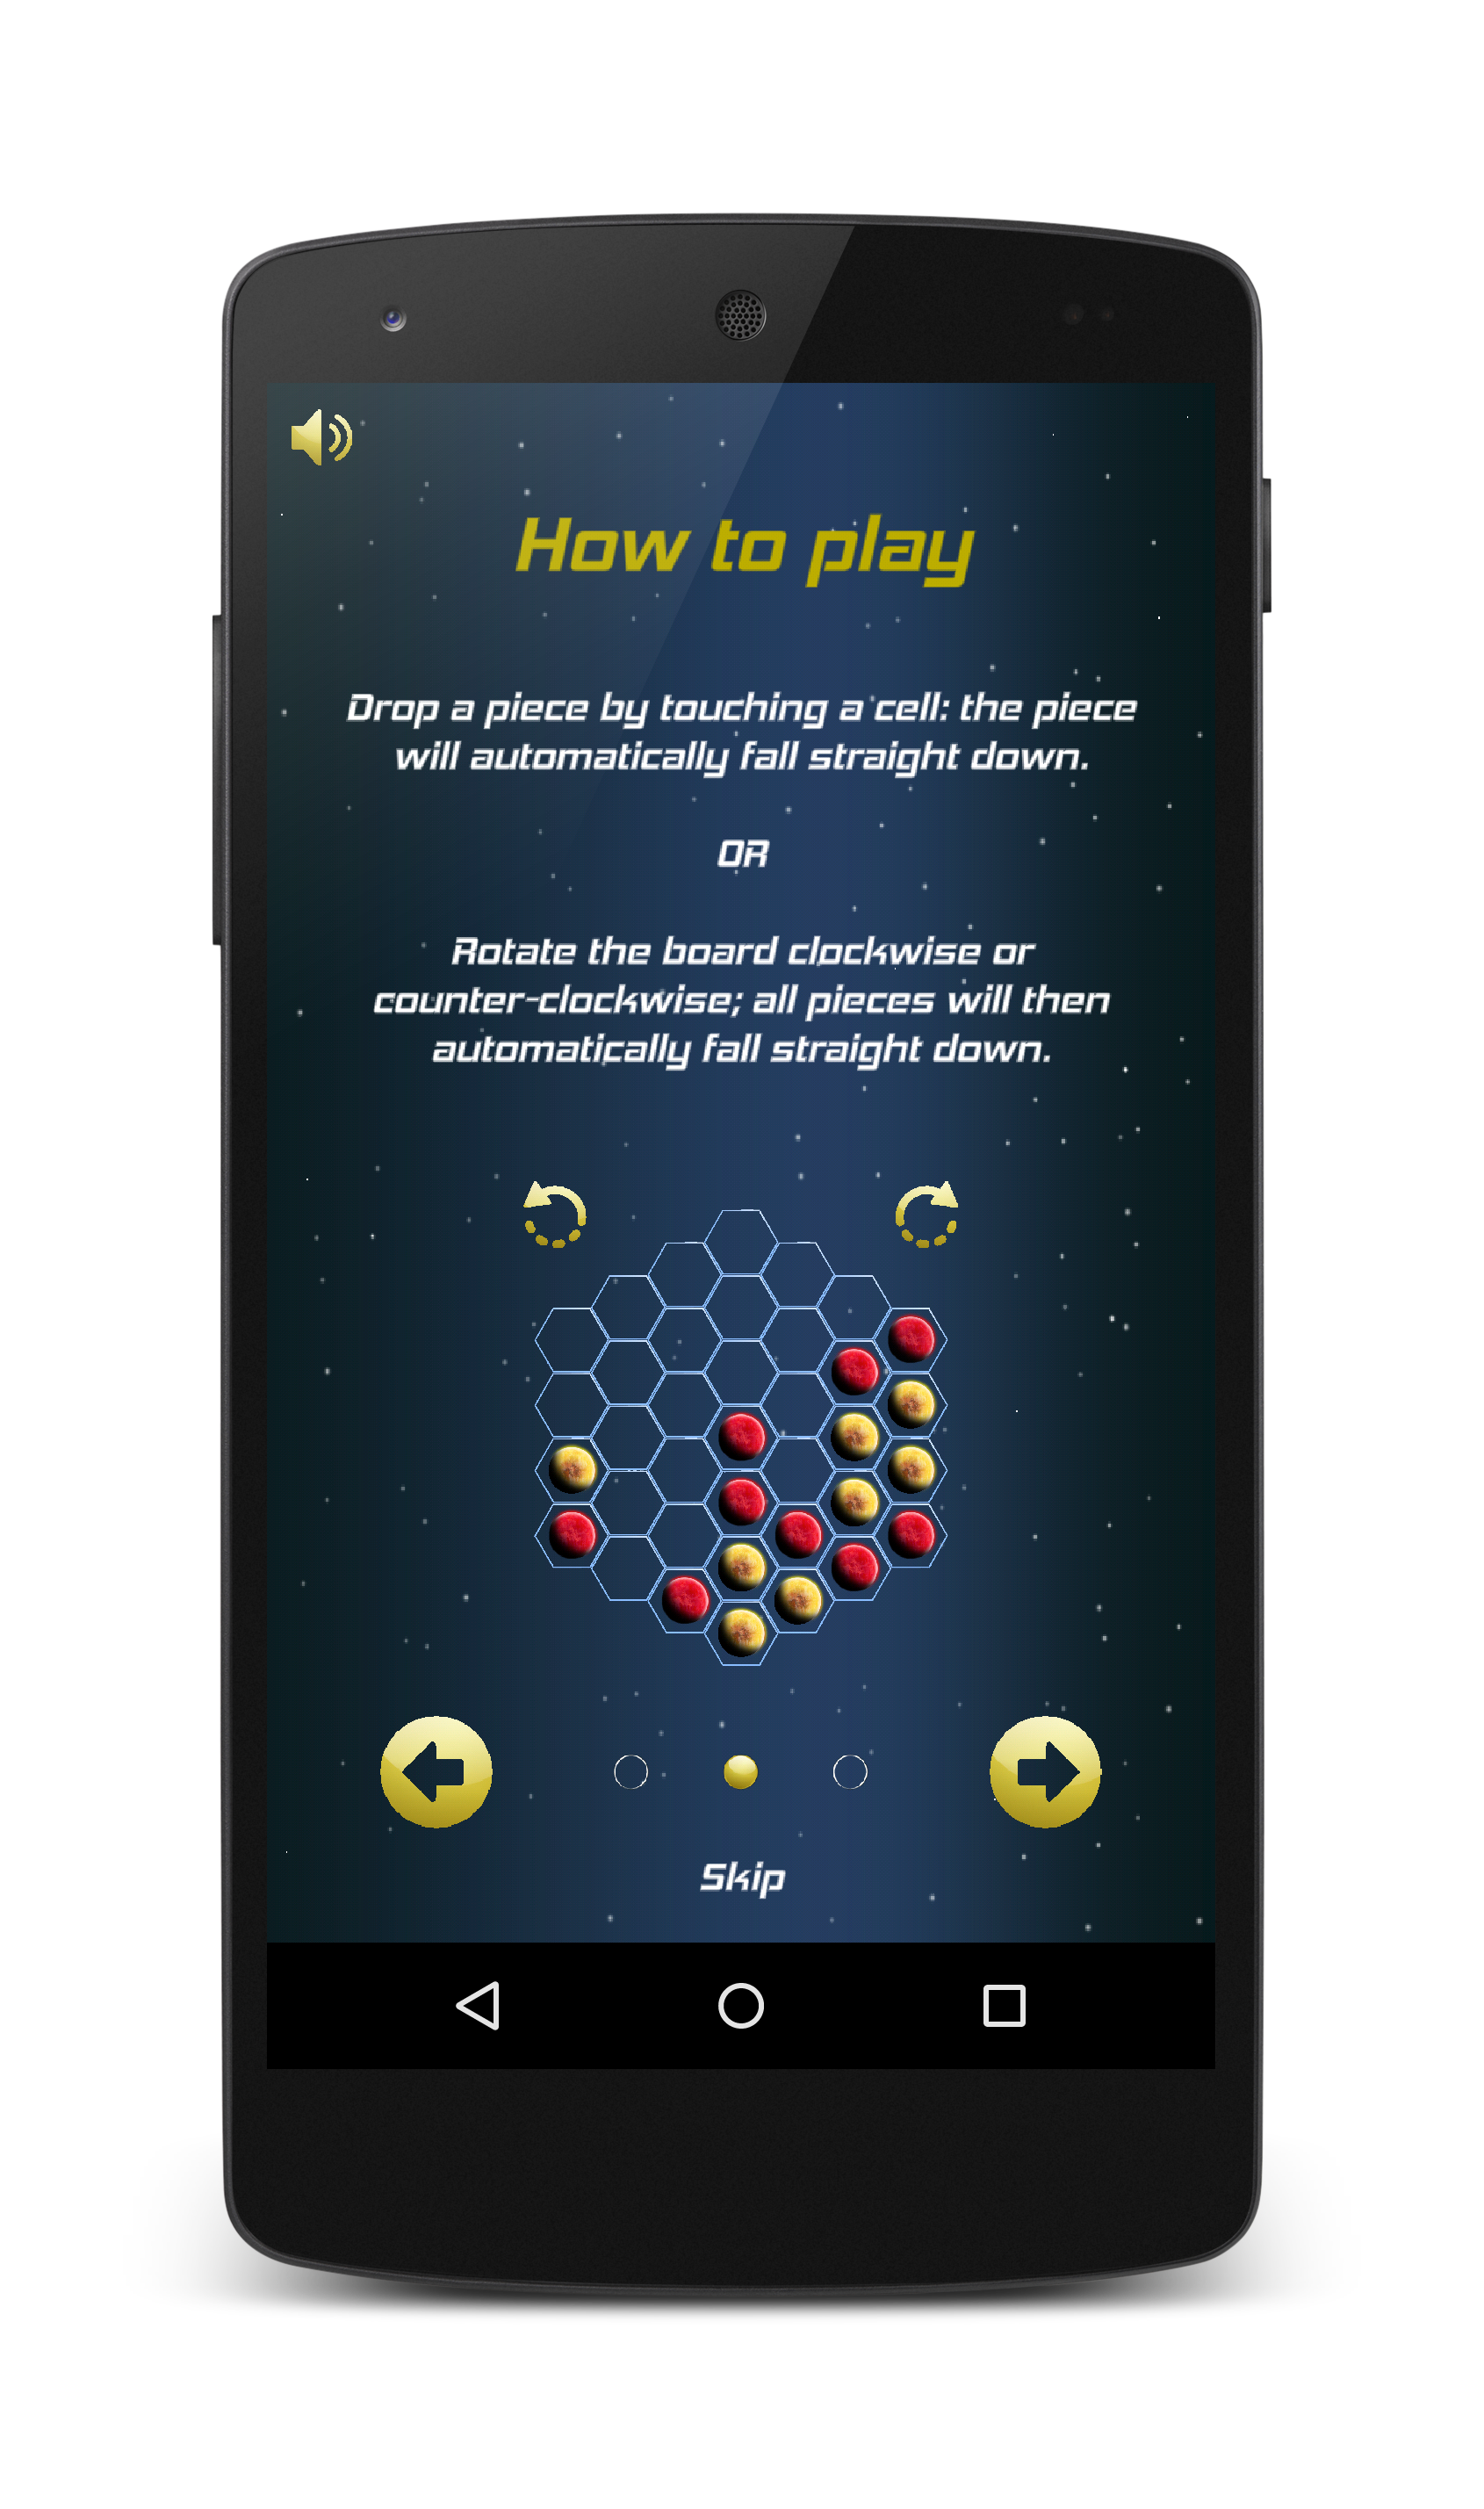 How to play
Drop a piece by touching a cell: the piece
will automatically fall straight down.
OR
Rotate the board clockwise or
counter-clockwise; all pieces will then
automatically fall straight down.
Skip